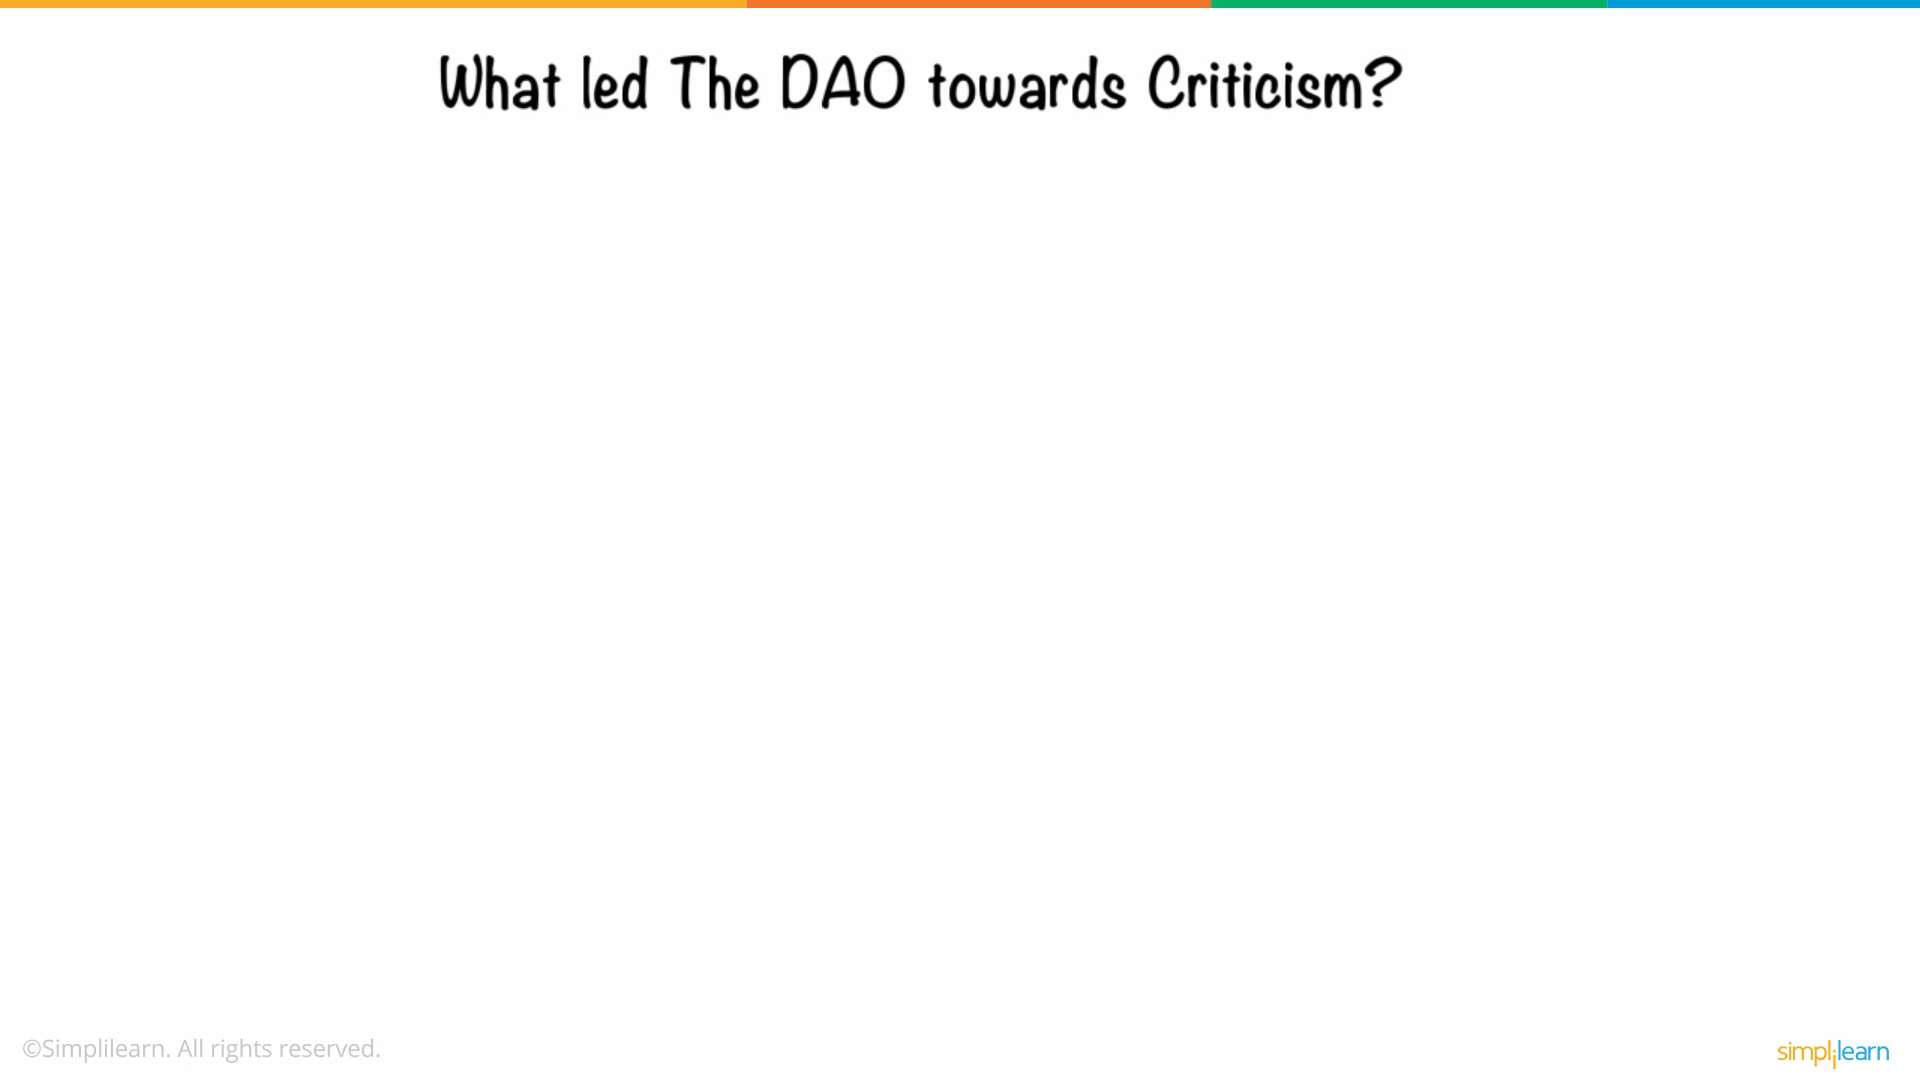 What led The DAO towards Criticism?
©Simplilearn. All rights reserved.
simplilearn